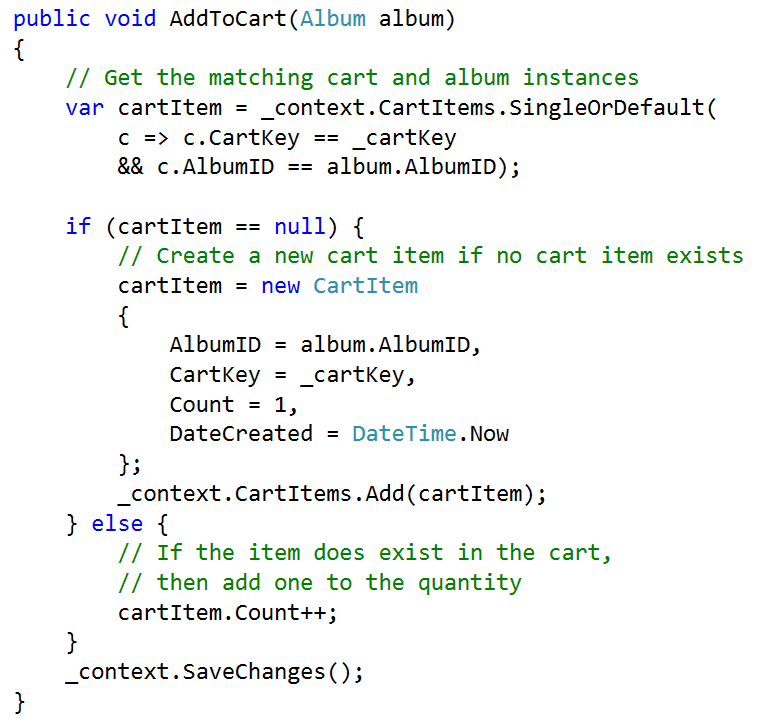 public void AddToCart(Album album)
{
    // Get the matching cart and album instances
    var cartItem = _context.CartItems.SingleOrDefault(
        c => c.CartKey == _cartKey
        && c.AlbumID == album.AlbumID);

    if (cartItem == null) {
        // Create a new cart item if no cart item exists
        cartItem = new CartItem
        {
            AlbumID = album.AlbumID,
            CartKey = _cartKey,
            Count = 1,
            DateCreated = DateTime.Now
        };
        _context.CartItems.Add(cartItem);
    } else {
        // If the item does exist in the cart,
        // then add one to the quantity
        cartItem.Count++;
    }
    _context.SaveChanges();
}